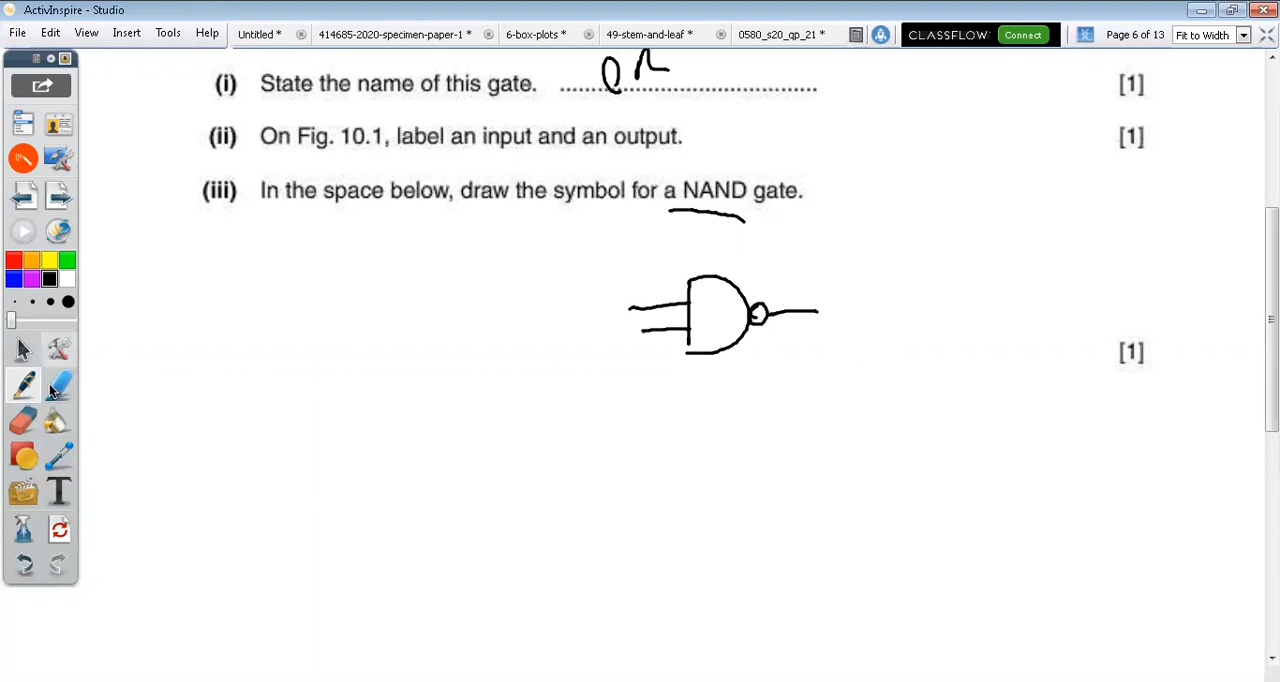 ActivInspire - Studio
File Edit View Insert Tools Help Untitled * 414685-2020-specimen-paper-1 * 6-box-plots * 49-stem-and-leaf * 0580_s20_qp_21 * CLASSFLOW Connect Page 6 of 13 Fit to Width
OR
(i) State the name of this gate. .......................................... [1]
(ii) On Fig. 10.1, label an input and an output. [1]
(iii) In the space below, draw the symbol for a NAND gate.
[1]
T